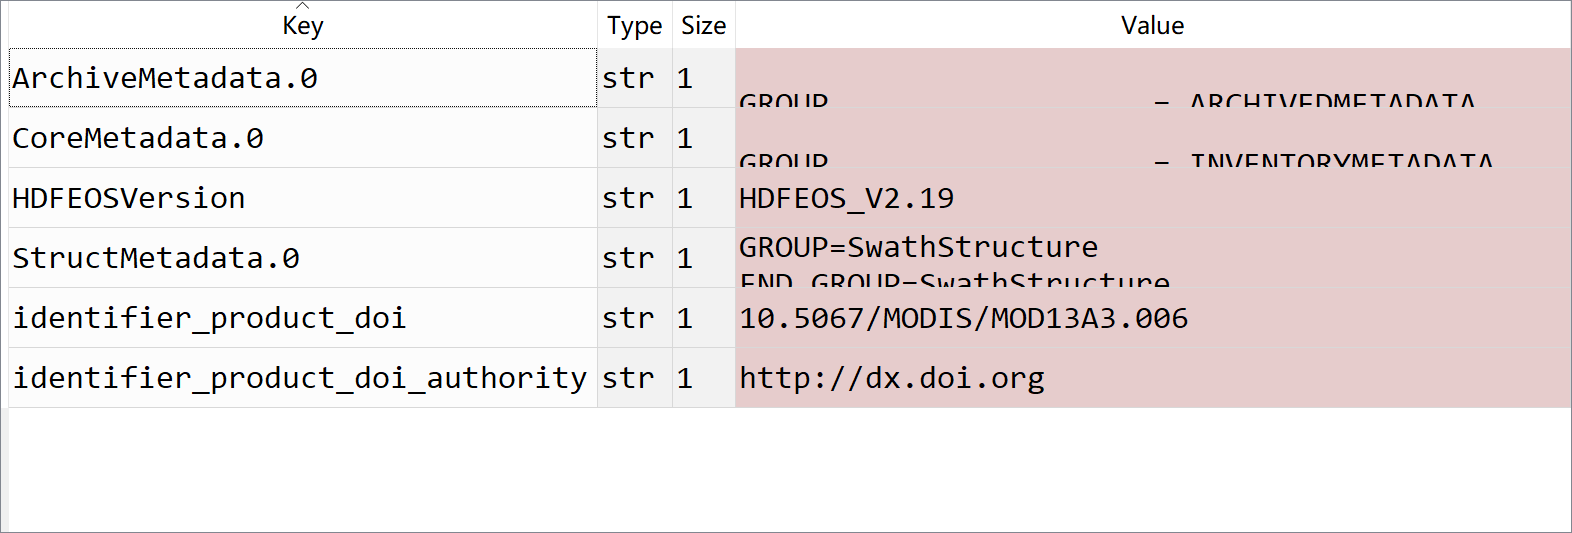 Key Type Size Value
ArchiveMetadata.0 str 1 GROUP = ARCHIVEDMETADATA
CoreMetadata.0 str 1 GROUP = INVENTORYMETADATA
HDFEOSVersion str 1 HDFEOS_V2.19
StructMetadata.0 str 1 GROUP=SwathStructure
END_GROUP=SwathStructure
identifier_product_doi str 1 10.5067/MODIS/MOD13A3.006
identifier_product_doi_authority str 1 http://dx.doi.org